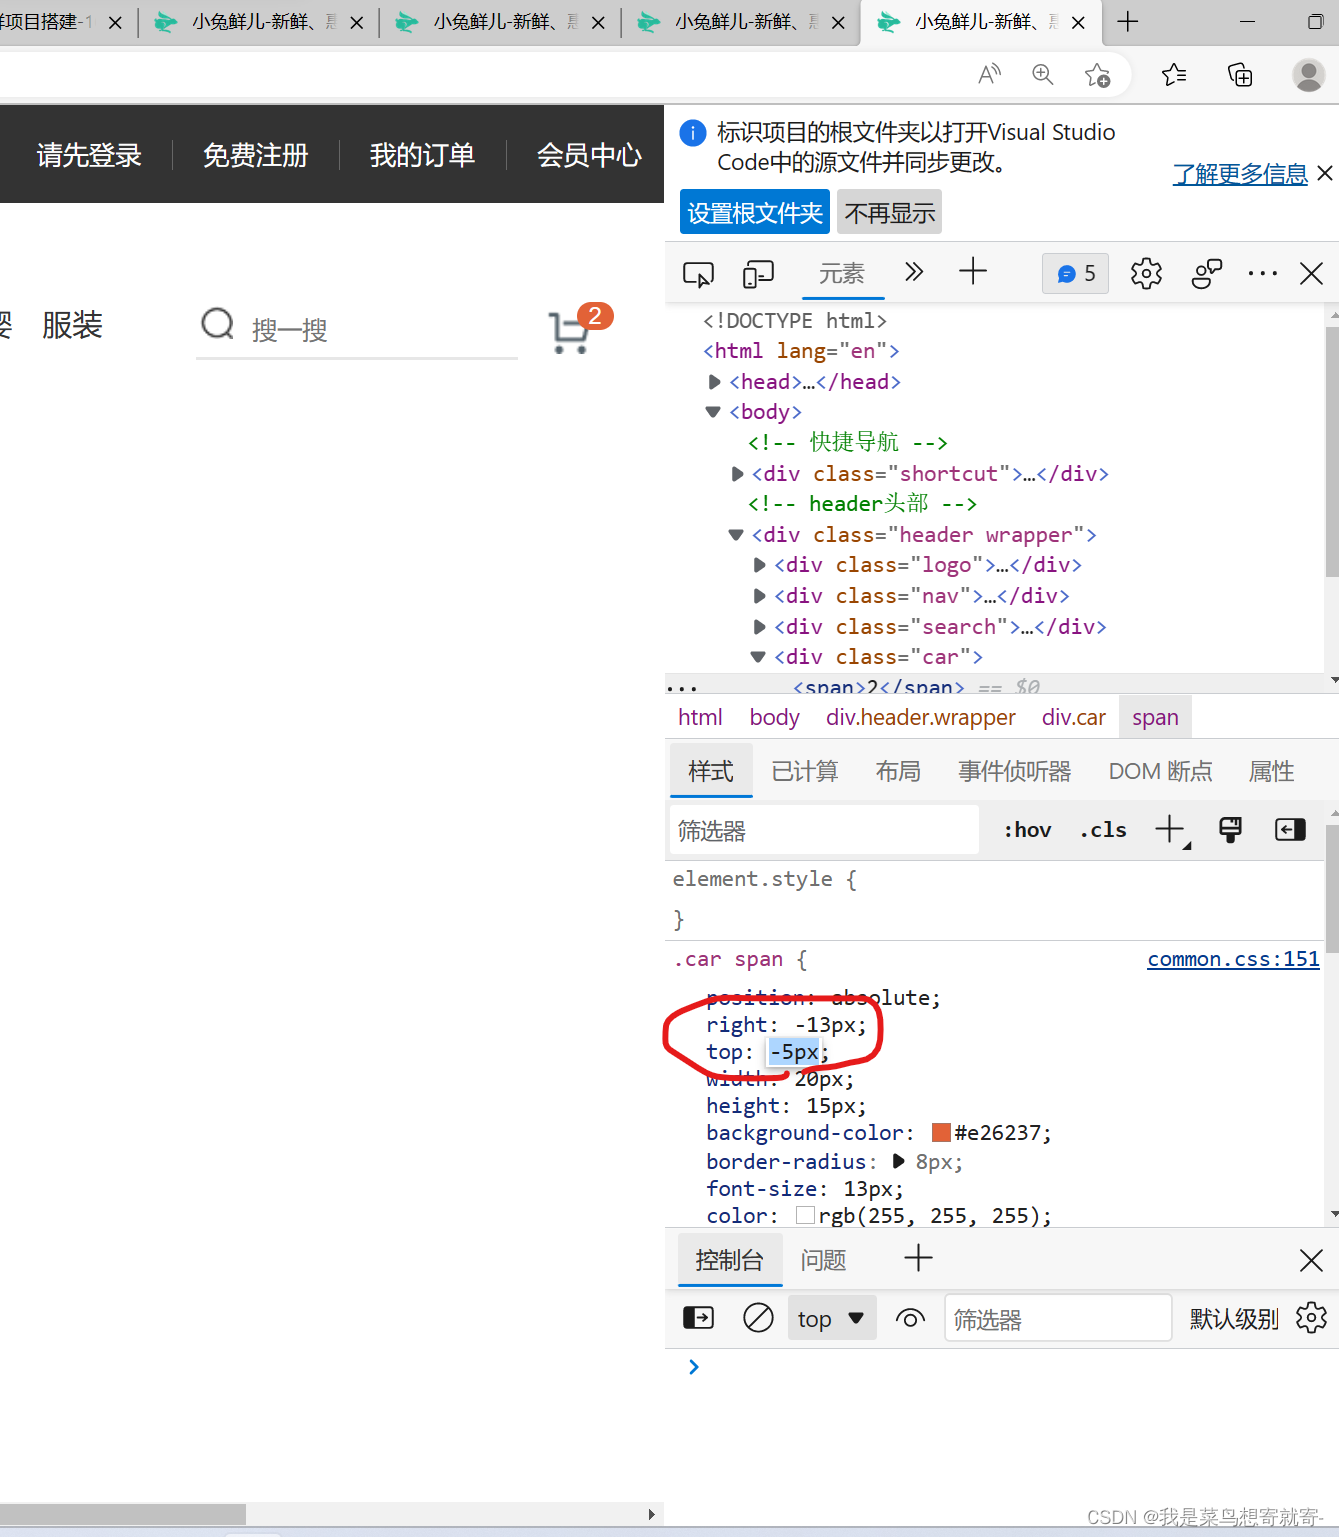 项目搭建-1
小兔鲜儿-新鲜、
小兔鲜儿-新鲜、
小兔鲜儿-新鲜、
小兔鲜儿-新鲜、
请先登录 免费注册 我的订单 会员中心
服装 搜一搜 2
标识项目的根文件夹以打开Visual Studio
Code中的源文件并同步更改。
了解更多信息
设置根文件夹 不再显示
元素 5
<!DOCTYPE html>
<html lang="en">
<head>…</head>
<body>
<!-- 快捷导航 -->
<div class="shortcut">…</div>
<!-- header头部 -->
<div class="header wrapper">
<div class="logo">…</div>
<div class="nav">…</div>
<div class="search">…</div>
<div class="car">
<span>2</span> == $0
html body div.header.wrapper div.car span
样式 已计算 布局 事件侦听器 DOM 断点 属性
筛选器 :hov .cls
element.style {
}
.car span { common.css:151
position: absolute;
right: -13px;
top: -5px;
width: 20px;
height: 15px;
background-color: #e26237;
border-radius: 8px;
font-size: 13px;
color: rgb(255, 255, 255);
控制台 问题
top 筛选器 默认级别
CSDN @我是菜鸟想寄就寄-